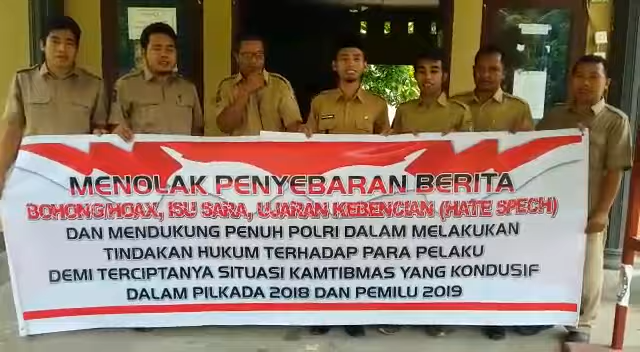 MENOLAK PENYEBARAN BERITA
BOHONG/HOAX, ISU SARA, UJARAN KEBENCIAN (HATE SPECH)
DAN MENDUKUNG PENUH POLRI DALAM MELAKUKAN
TINDAKAN HUKUM TERHADAP PARA PELAKU
DEMI TERCIPTANYA SITUASI KAMTIBMAS YANG KONDUSIF
DALAM PILKADA 2018 DAN PEMILU 2019